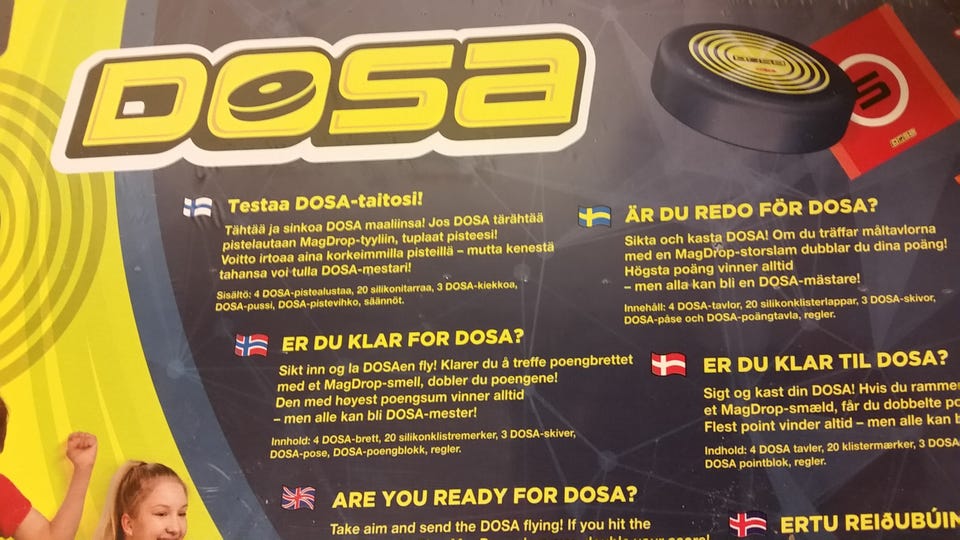 DOSA
DOSA
5
DOSA
Testaa DOSA-taitosi!
Tähtää ja sinkoa DOSA maaliinsa! Jos DOSA tärähtää
pistelautaan MagDrop-tyyliin, tuplaat pisteesi!
Voitto irtoaa aina korkeimmilla pisteillä – mutta kenestä
tahansa voi tulla DOSA-mestari!
Sisältö: 4 DOSA-pistealustaa, 20 silikonitarraa, 3 DOSA-kiekkoa,
DOSA-pussi, DOSA-pistevihko, säännöt.
ÄR DU REDO FÖR DOSA?
Sikta och kasta DOSA! Om du träffar måltavlorna
med en MagDrop-storslam dubblar du dina poäng!
Högsta poäng vinner alltid
– men alla kan bli en DOSA-mästare!
Innehåll: 4 DOSA-tavlor, 20 silikonklisterlappar, 3 DOSA-skivor,
DOSA-påse och DOSA-poängtavla, regler.
ER DU KLAR FOR DOSA?
Sikt inn og la DOSAen fly! Klarer du å treffe poengbrettet
med et MagDrop-smell, dobler du poengene!
Den med høyest poengsum vinner alltid
– men alle kan bli DOSA-mester!
Innhold: 4 DOSA-brett, 20 silikonklistremerker, 3 DOSA-skiver,
DOSA-pose, DOSA-poengblokk, regler.
ER DU KLAR TIL DOSA?
Sigt og kast din DOSA! Hvis du rammer
et MagDrop-smæld, får du dobbelte po
Flest point vinder altid – men alle kan b
Indhold: 4 DOSA tavler, 20 klistermærker, 3 DOSA
DOSA pointblok, regler.
ARE YOU READY FOR DOSA?
Take aim and send the DOSA flying! If you hit the
ERTU REIÐUBÚIN